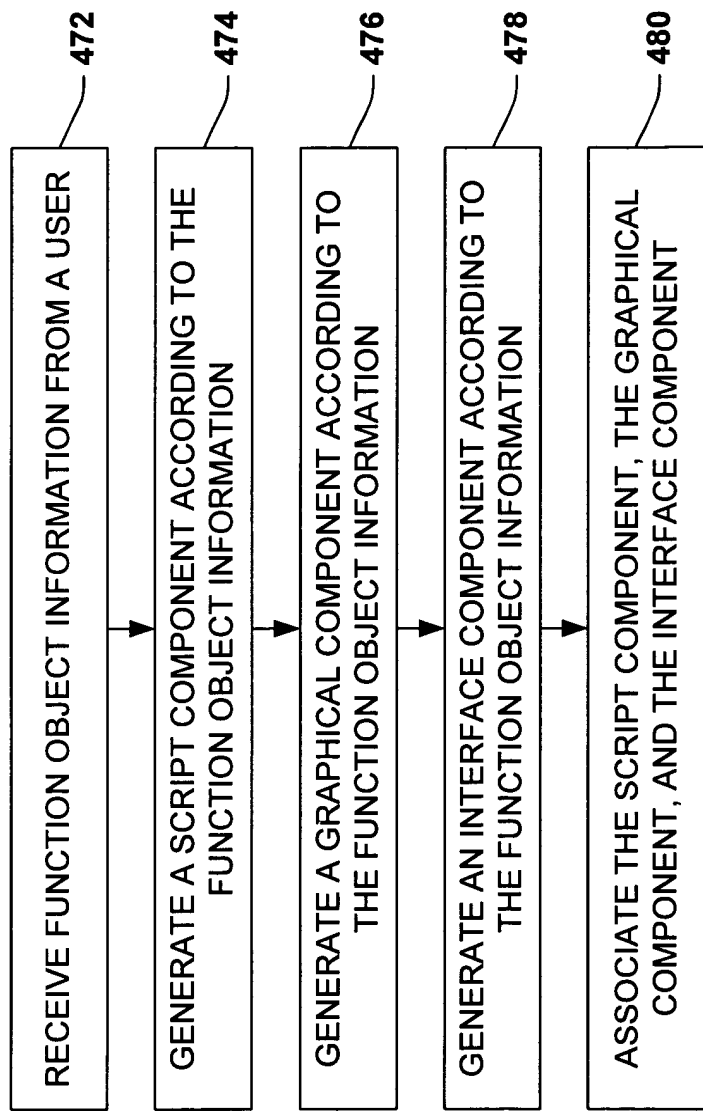 RECEIVE FUNCTION OBJECT INFORMATION FROM A USER
472
GENERATE A SCRIPT COMPONENT ACCORDING TO THE
FUNCTION OBJECT INFORMATION
474
GENERATE A GRAPHICAL COMPONENT ACCORDING TO
THE FUNCTION OBJECT INFORMATION
476
GENERATE AN INTERFACE COMPONENT ACCORDING TO
THE FUNCTION OBJECT INFORMATION
478
ASSOCIATE THE SCRIPT COMPONENT, THE GRAPHICAL
COMPONENT, AND THE INTERFACE COMPONENT
480